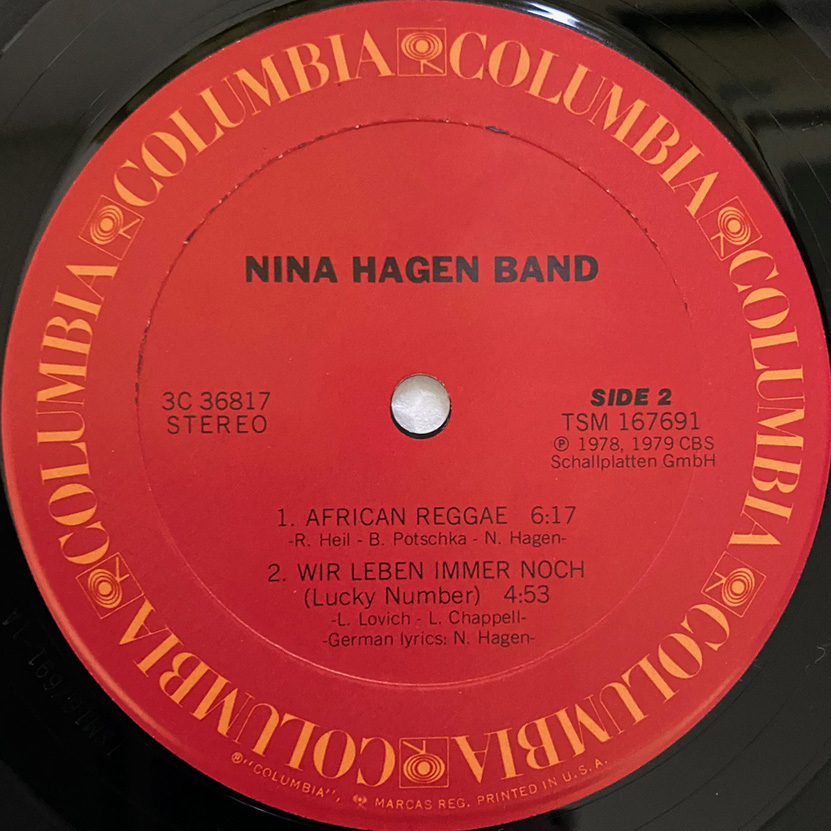 COLUMBIA COLUMBIA COLUMBIA COLUMBIA COLUMBIA COLUMBIA COLUMBIA COLUMBIA
NINA HAGEN BAND
3C 36817
STEREO
SIDE 2
TSM 167691
Ⓟ 1978, 1979 CBS
Schallplatten GmbH
1. AFRICAN REGGAE 6:17
-R. Heil - B. Potschka - N. Hagen-
2. WIR LEBEN IMMER NOCH
(Lucky Number) 4:53
-L. Lovich - L. Chappell-
-German lyrics: N. Hagen-
®"COLUMBIA", MARCAS REG. PRINTED IN U.S.A.